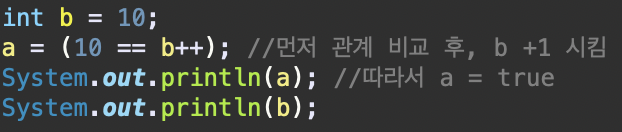 int b = 10;
a = (10 == b++); //먼저 관계 비교 후, b +1 시킴
System.out.println(a); //따라서 a = true
System.out.println(b);